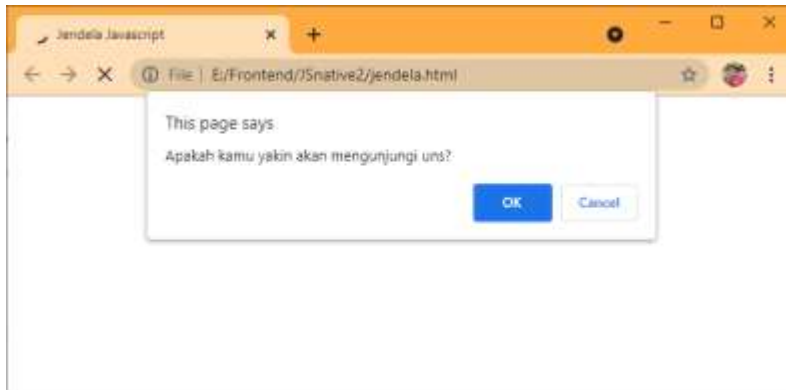 Jendela Javascript
File | E:/Frontend/JSnative2/jendela.html
This page says
Apakah kamu yakin akan mengunjungi uns?
OK
Cancel